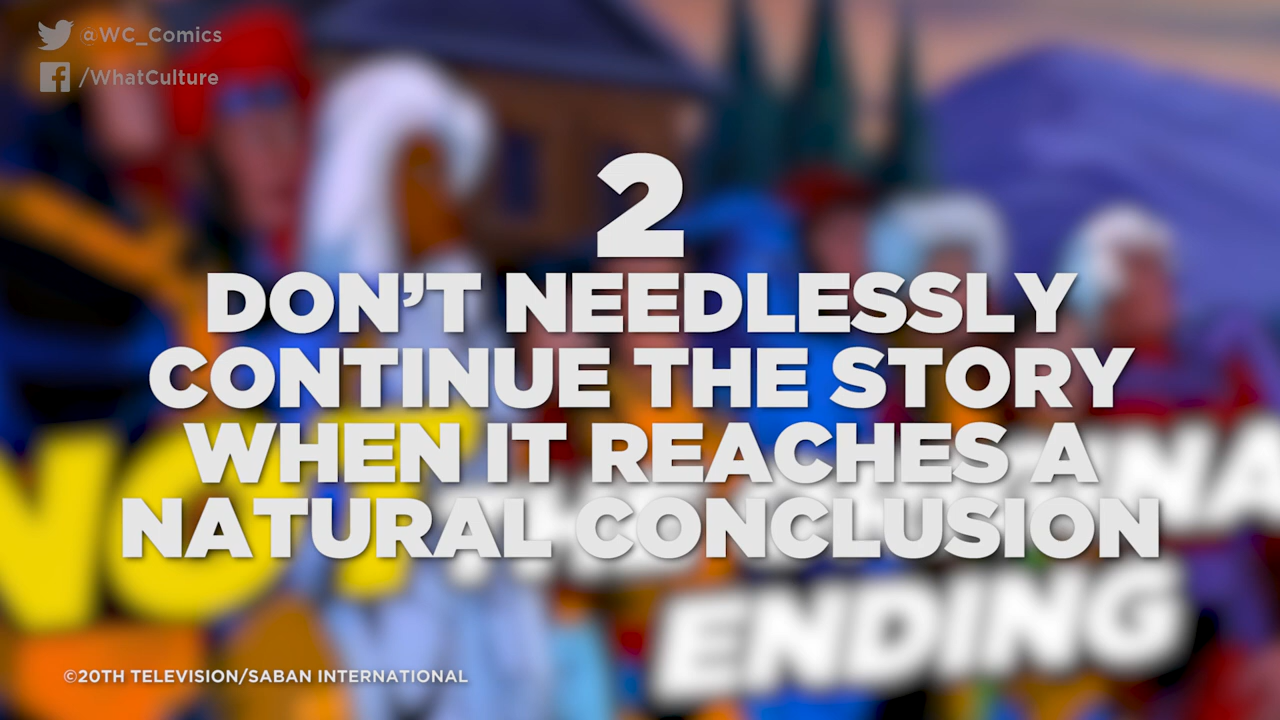 @WC_Comics
/WhatCulture
2
DON'T NEEDLESSLY
CONTINUE THE STORY
WHEN IT REACHES A
NATURAL CONCLUSION
ENDING
©20TH TELEVISION/SABAN INTERNATIONAL